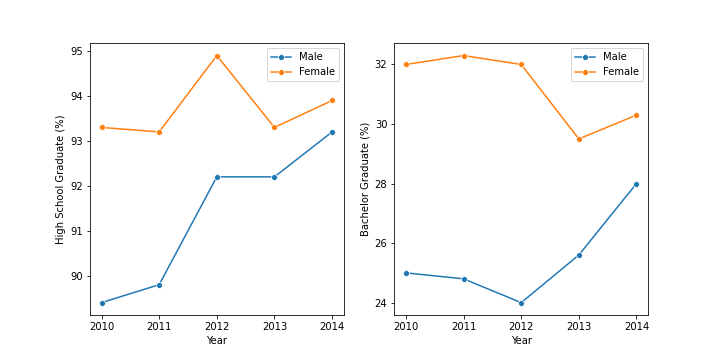 95
94
93
92
91
90
High School Graduate (%)
2010 2011 2012 2013 2014
Year
Male
Female
32
30
28
26
24
Bachelor Graduate (%)
2010 2011 2012 2013 2014
Year
Male
Female